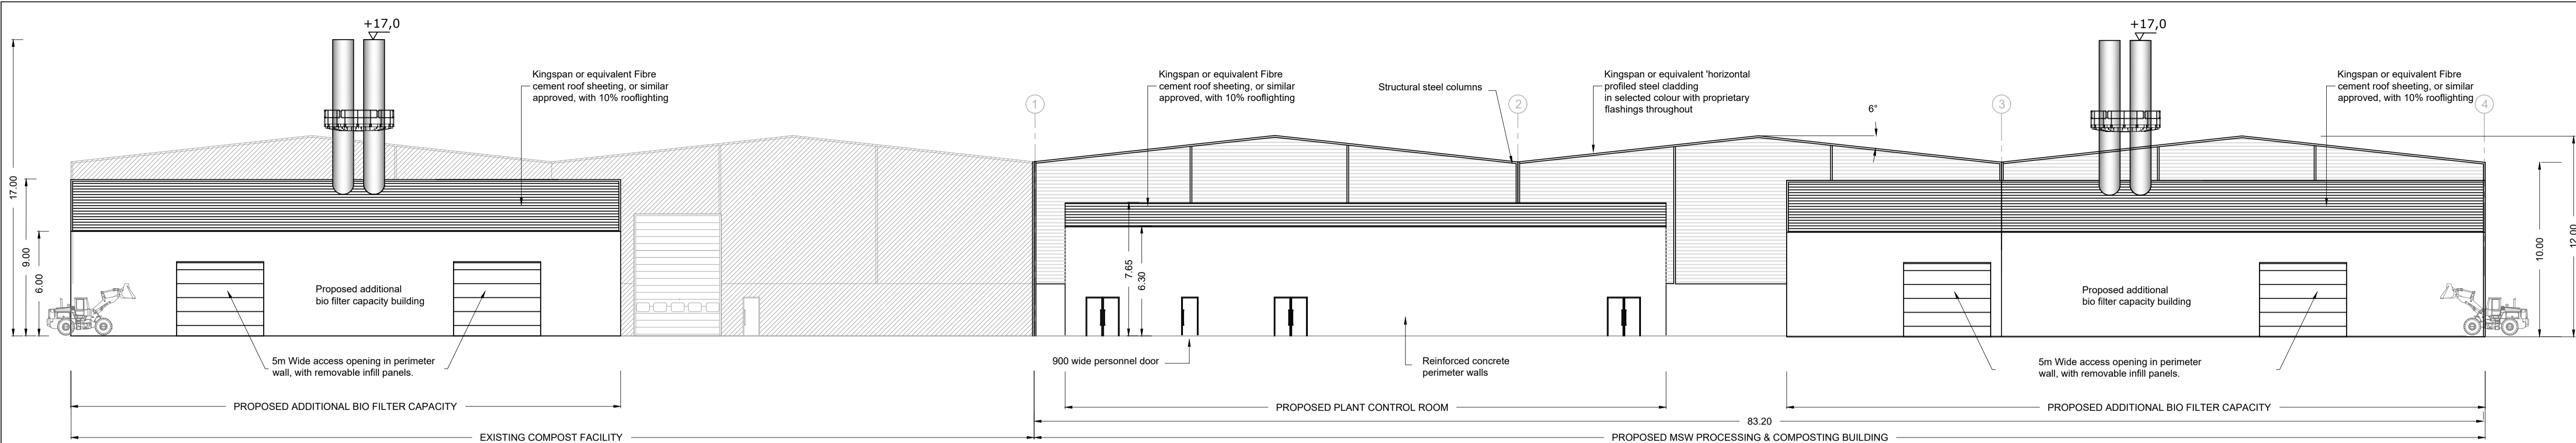 +17,0
+17,0
Kingspan or equivalent Fibre
cement roof sheeting, or similar
approved, with 10% rooflighting
Kingspan or equivalent Fibre
cement roof sheeting, or similar
approved, with 10% rooflighting
Structural steel columns
Kingspan or equivalent 'horizontal
profiled steel cladding
in selected colour with proprietary
flashings throughout
Kingspan or equivalent Fibre
cement roof sheeting, or similar
approved, with 10% rooflighting
1
2
3
4
6°
17.00
9.00
6.00
7.65
6.30
10.00
12.00
Proposed additional
bio filter capacity building
Proposed additional
bio filter capacity building
5m Wide access opening in perimeter
wall, with removable infill panels.
900 wide personnel door
Reinforced concrete
perimeter walls
5m Wide access opening in perimeter
wall, with removable infill panels.
PROPOSED ADDITIONAL BIO FILTER CAPACITY
PROPOSED PLANT CONTROL ROOM
PROPOSED ADDITIONAL BIO FILTER CAPACITY
83.20
EXISTING COMPOST FACILITY
PROPOSED MSW PROCESSING & COMPOSTING BUILDING